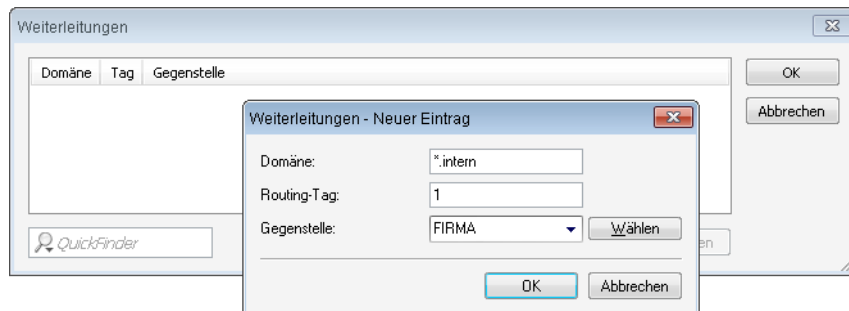 Weiterleitungen
Domäne Tag Gegenstelle
OK
Abbrechen
Weiterleitungen - Neuer Eintrag
Domäne: *.intern
Routing-Tag: 1
Gegenstelle: FIRMA Wählen
QuickFinder en
OK Abbrechen